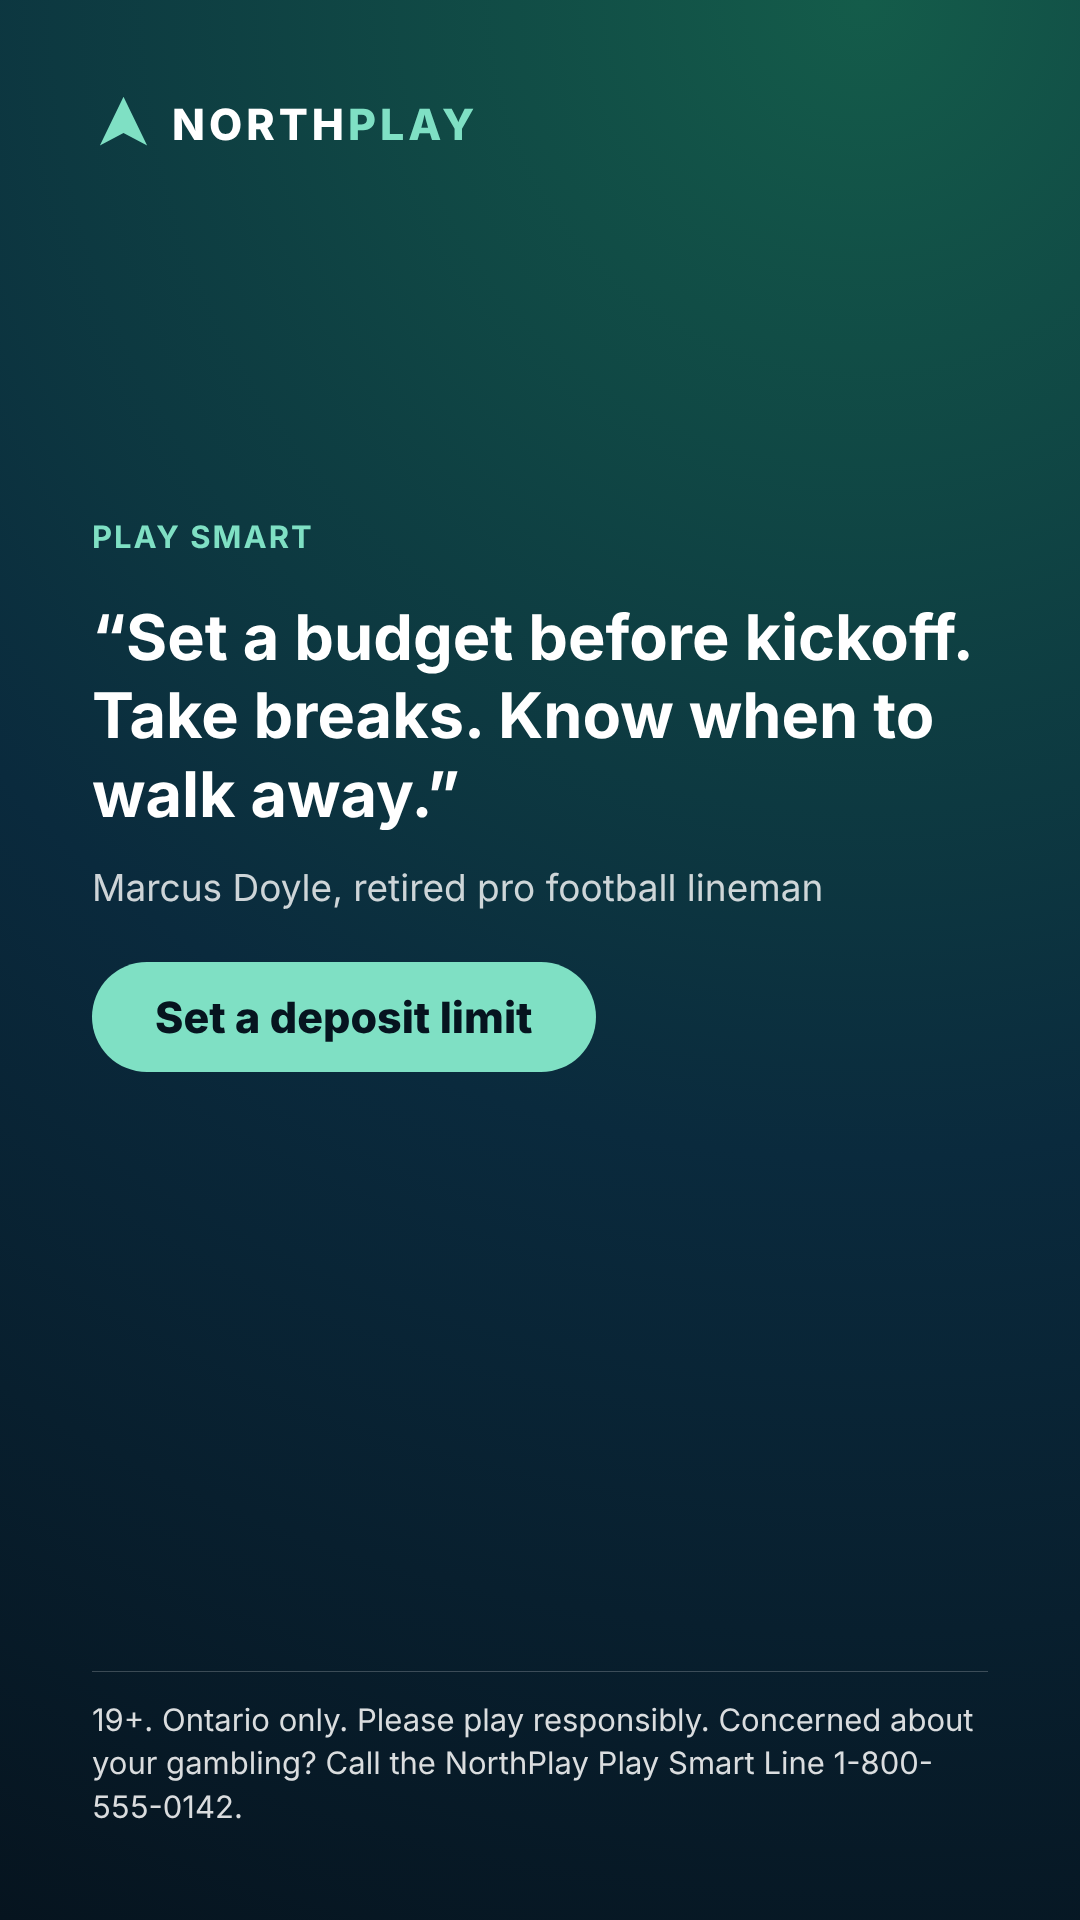 NORTHPLAY
PLAY SMART
“Set a budget before kickoff.
Take breaks. Know when to
walk away.”
Marcus Doyle, retired pro football lineman
Set a deposit limit
19+. Ontario only. Please play responsibly. Concerned about
your gambling? Call the NorthPlay Play Smart Line 1-800-
555-0142.